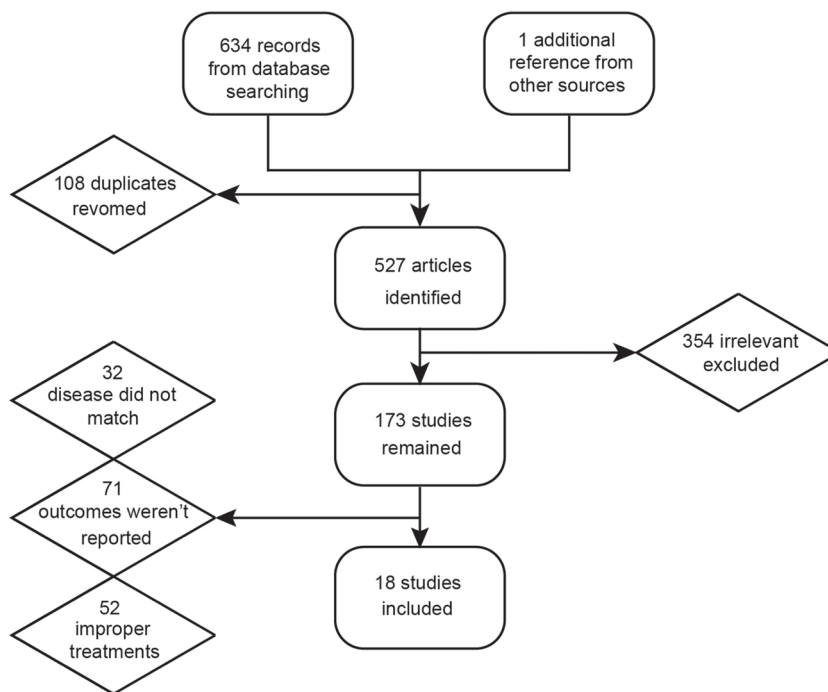 634 records
from database
searching
1 additional
reference from
other sources
108 duplicates
revomed
527 articles
identified
354 irrelevant
excluded
32
disease did not
match
173 studies
remained
71
outcomes weren't
reported
18 studies
included
52
improper
treatments